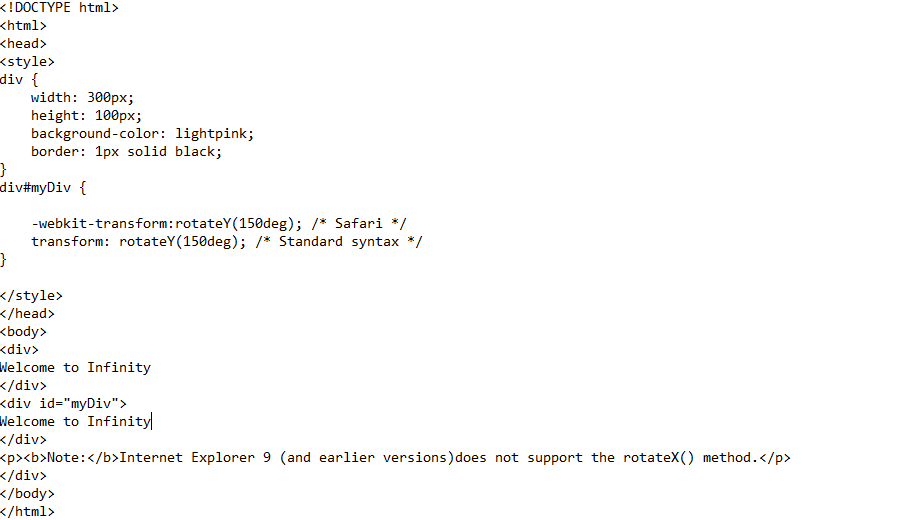 <!DOCTYPE html>
<html>
<head>
<style>
div {
    width: 300px;
    height: 100px;
    background-color: lightpink;
    border: 1px solid black;
}
div#myDiv {

    -webkit-transform:rotateY(150deg); /* Safari */
    transform: rotateY(150deg); /* Standard syntax */
}

</style>
</head>
<body>
<div>
Welcome to Infinity
</div>
<div id="myDiv">
Welcome to Infinity
</div>
<p><b>Note:</b>Internet Explorer 9 (and earlier versions)does not support the rotateX() method.</p>
</div>
</body>
</html>